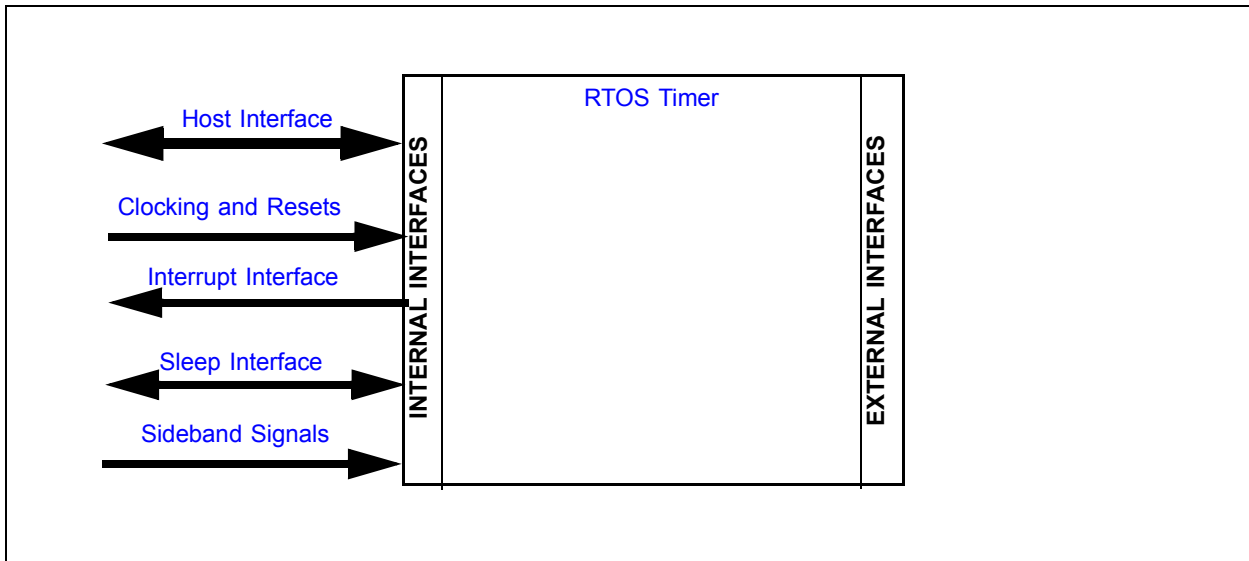 RTOS Timer
Host Interface
Clocking and Resets
Interrupt Interface
Sleep Interface
Sideband Signals
INTERNAL INTERFACES
EXTERNAL INTERFACES